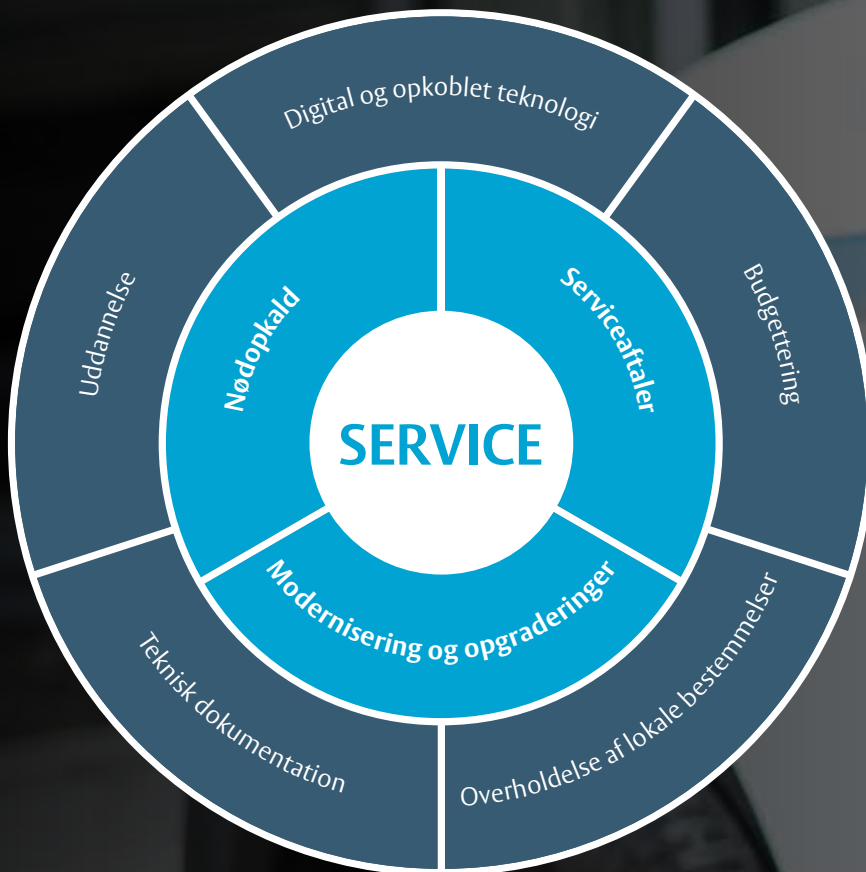 Digital og opkoblet teknologi
Uddannelse
Budgettering
Nødopkald
Serviceaftaler
SERVICE
Modernisering og opgraderinger
Teknisk dokumentation
Overholdelse af lokale bestemmelser